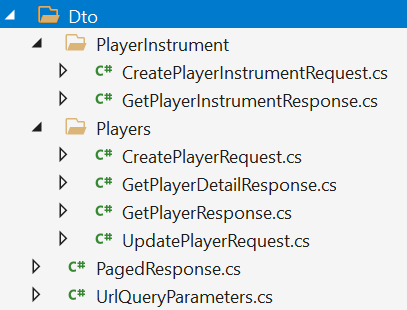 Dto
PlayerInstrument
C# CreatePlayerInstrumentRequest.cs
C# GetPlayerInstrumentResponse.cs
Players
C# CreatePlayerRequest.cs
C# GetPlayerDetailResponse.cs
C# GetPlayerResponse.cs
C# UpdatePlayerRequest.cs
C# PagedResponse.cs
C# UrlQueryParameters.cs